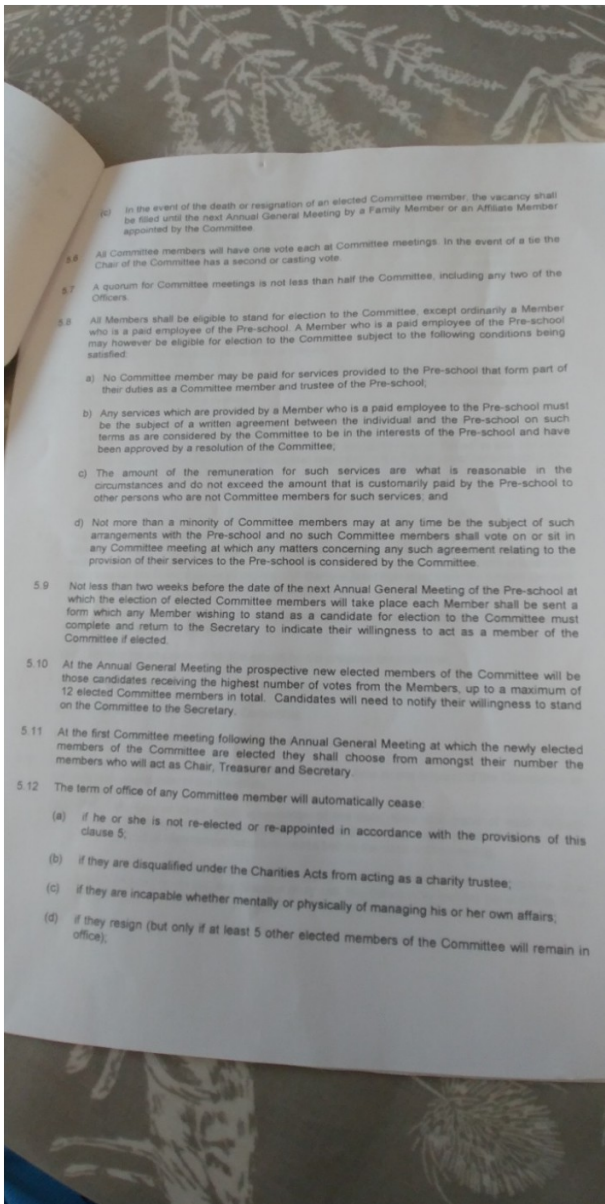 (c) In the event of the death or resignation of an elected Committee member, the vacancy shall
be filled until the next Annual General Meeting by a Family Member or an Affiliate Member
appointed by the Committee.
5.6 All Committee members will have one vote each at Committee meetings. In the event of a tie the
Chair of the Committee has a second or casting vote.
5.7 A quorum for Committee meetings is not less than half the Committee, including any two of the
Officers.
5.8 All Members shall be eligible to stand for election to the Committee, except ordinarily a Member
who is a paid employee of the Pre-school. A Member who is a paid employee of the Pre-school
may however be eligible for election to the Committee subject to the following conditions being
satisfied:
a) No Committee member may be paid for services provided to the Pre-school that form part of
their duties as a Committee member and trustee of the Pre-school;
b) Any services which are provided by a Member who is a paid employee to the Pre-school must
be the subject of a written agreement between the individual and the Pre-school on such
terms as are considered by the Committee to be in the interests of the Pre-school and have
been approved by a resolution of the Committee;
c) The amount of the remuneration for such services are what is reasonable in the
circumstances and do not exceed the amount that is customarily paid by the Pre-school to
other persons who are not Committee members for such services; and
d) Not more than a minority of Committee members may at any time be the subject of such
arrangements with the Pre-school and no such Committee members shall vote on or sit in
any Committee meeting at which any matters concerning any such agreement relating to the
provision of their services to the Pre-school is considered by the Committee.
5.9 Not less than two weeks before the date of the next Annual General Meeting of the Pre-school at
which the election of elected Committee members will take place each Member shall be sent a
form which any Member wishing to stand as a candidate for election to the Committee must
complete and return to the Secretary to indicate their willingness to act as a member of the
Committee if elected.
5.10 At the Annual General Meeting the prospective new elected members of the Committee will be
those candidates receiving the highest number of votes from the Members, up to a maximum of
12 elected Committee members in total. Candidates will need to notify their willingness to stand
on the Committee to the Secretary.
5.11 At the first Committee meeting following the Annual General Meeting at which the newly elected
members of the Committee are elected they shall choose from amongst their number the
members who will act as Chair, Treasurer and Secretary.
5.12 The term of office of any Committee member will automatically cease:
(a) if he or she is not re-elected or re-appointed in accordance with the provisions of this
clause 5;
(b) if they are disqualified under the Charities Acts from acting as a charity trustee;
(c) if they are incapable whether mentally or physically of managing his or her own affairs;
(d) if they resign (but only if at least 5 other elected members of the Committee will remain in
office);